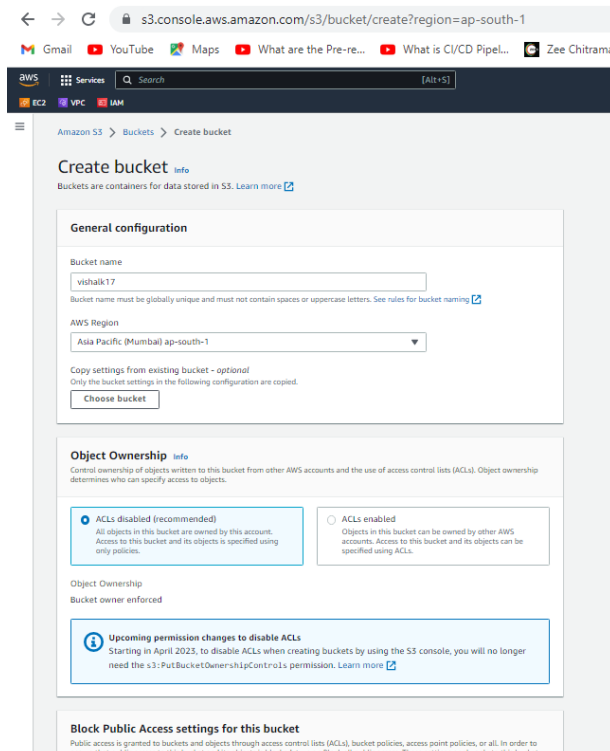 s3.console.aws.amazon.com/s3/bucket/create?region=ap-south-1
Gmail YouTube Maps What are the Pre-re... What is CI/CD Pipel... Zee Chitrama
aws Services Search [Alt+S]
EC2 VPC IAM
Amazon S3 > Buckets > Create bucket
Create bucket Info
Buckets are containers for data stored in S3. Learn more
General configuration
Bucket name
vishalk17
Bucket name must be globally unique and must not contain spaces or uppercase letters. See rules for bucket naming
AWS Region
Asia Pacific (Mumbai) ap-south-1
Copy settings from existing bucket - optional
Only the bucket settings in the following configuration are copied.
Choose bucket
Object Ownership Info
Control ownership of objects written to this bucket from other AWS accounts and the use of access control lists (ACLs). Object ownership
determines who can specify access to objects.
ACLs disabled (recommended)
All objects in this bucket are owned by this account.
Access to this bucket and its objects is specified using
only policies.
ACLs enabled
Objects in this bucket can be owned by other AWS
accounts. Access to this bucket and its objects can be
specified using ACLs.
Object Ownership
Bucket owner enforced
Upcoming permission changes to disable ACLs
Starting in April 2023, to disable ACLs when creating buckets by using the S3 console, you will no longer
need the s3:PutBucketOwnershipControls permission. Learn more
Block Public Access settings for this bucket
Public access is granted to buckets and objects through access control lists (ACLs), bucket policies, access point policies, or all. In order to